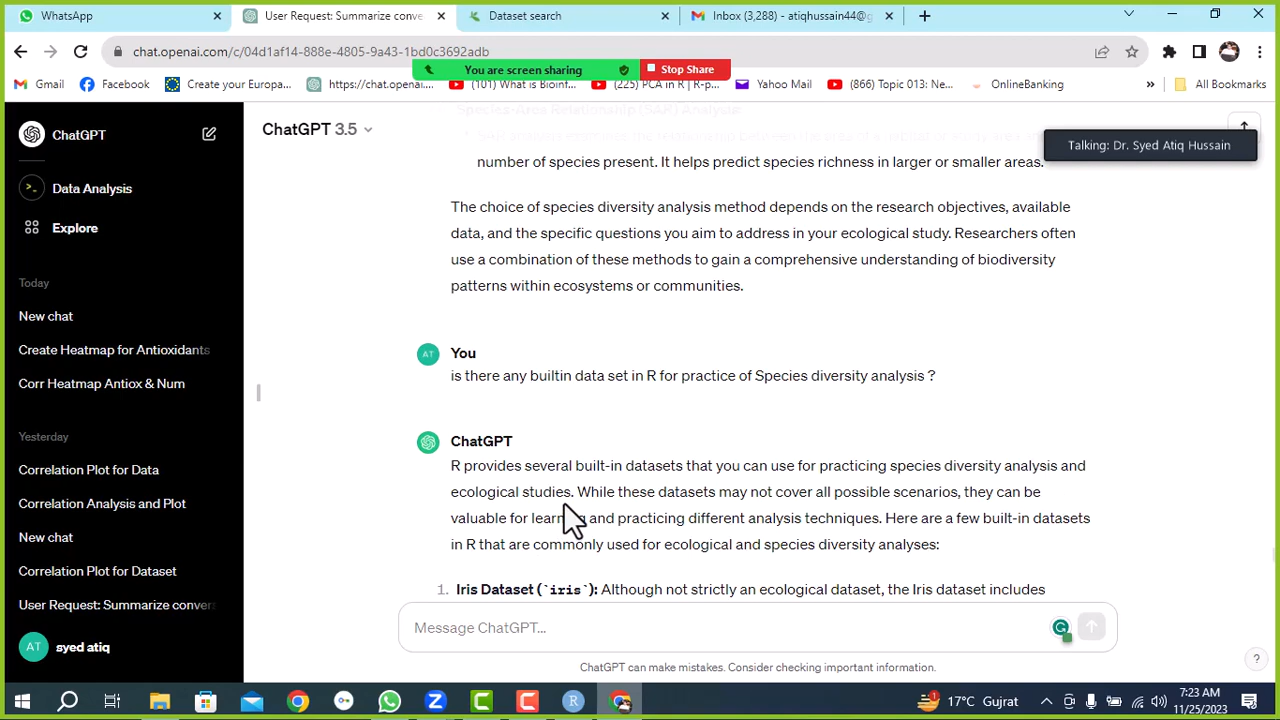 WhatsApp
User Request: Summarize conve
Dataset search
Inbox (3,288) - atiqhussain44@g
chat.openai.com/c/04d1af14-888e-4805-9a43-1bd0c3692adb
You are screen sharing
Stop Share
Gmail
Facebook
Create your Europa...
https://chat.openai....
(101) What is BioInf...
(225) PCA in R | R-p...
Yahoo Mail
(866) Topic 013: Ne...
OnlineBanking
»
All Bookmarks
ChatGPT
Data Analysis
Explore
Today
New chat
Create Heatmap for Antioxidants
Corr Heatmap Antiox & Num
Yesterday
Correlation Plot for Data
Correlation Analysis and Plot
New chat
Correlation Plot for Dataset
User Request: Summarize conver
AT
syed atiq
ChatGPT 3.5
Talking: Dr. Syed Atiq Hussain
Species-Area Relationship (SAR) Analysis:
number of species present. It helps predict species richness in larger or smaller areas.
The choice of species diversity analysis method depends on the research objectives, available
data, and the specific questions you aim to address in your ecological study. Researchers often
use a combination of these methods to gain a comprehensive understanding of biodiversity
patterns within ecosystems or communities.
AT
You
is there any builtin data set in R for practice of Species diversity analysis ?
ChatGPT
R provides several built-in datasets that you can use for practicing species diversity analysis and
ecological studies. While these datasets may not cover all possible scenarios, they can be
valuable for learning and practicing different analysis techniques. Here are a few built-in datasets
in R that are commonly used for ecological and species diversity analyses:
1. Iris Dataset (`iris`): Although not strictly an ecological dataset, the Iris dataset includes
Message ChatGPT...
ChatGPT can make mistakes. Consider checking important information.
?
17°C Gujrat
7:23 AM
11/25/2023